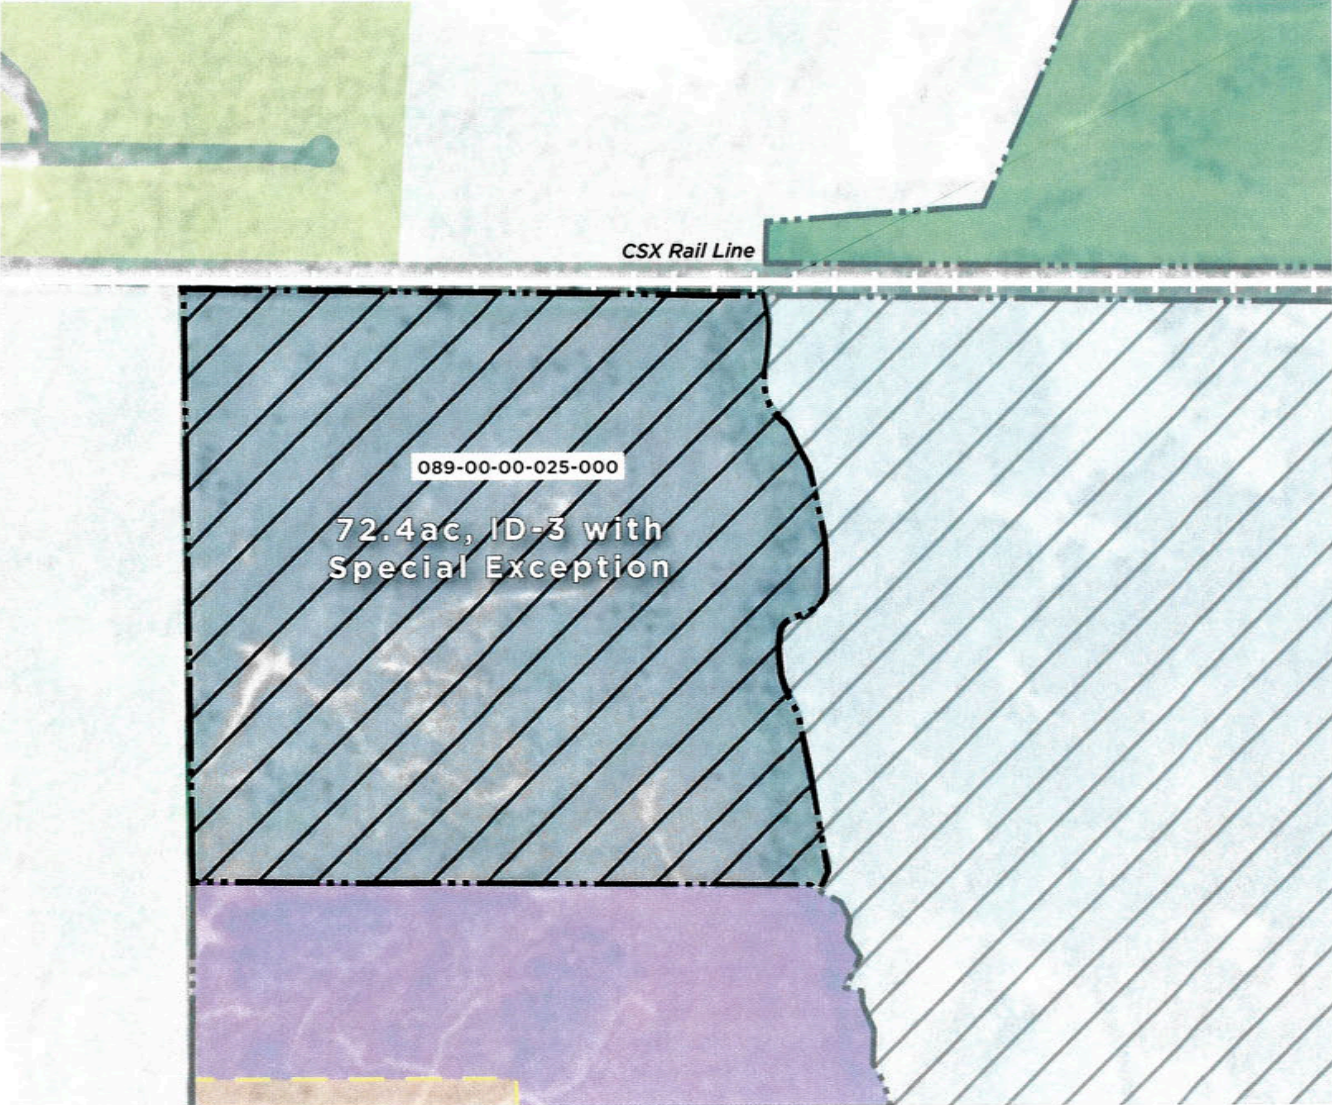 CSX Rail Line
089-00-00-025-000
72.4ac, ID-3 with
Special Exception